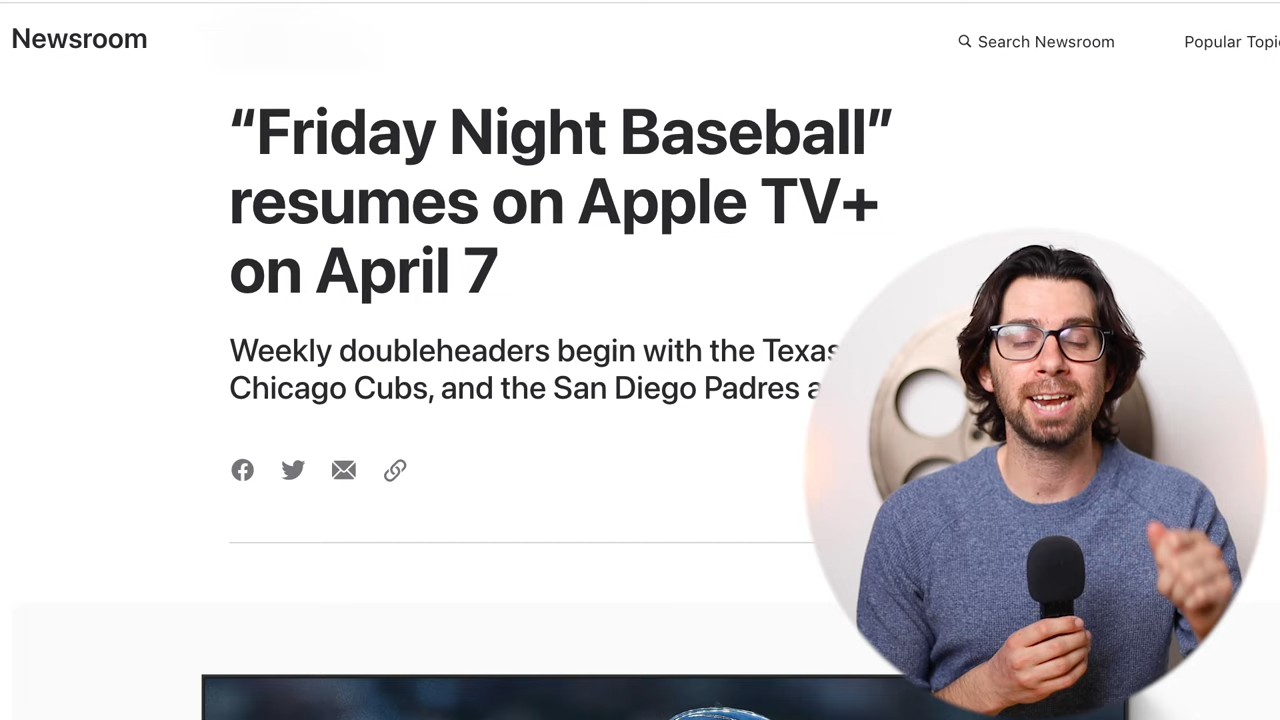 Newsroom
Search Newsroom
Popular
“Friday Night Baseball”
resumes on Apple TV+
on April 7
Weekly doubleheaders begin with the Texas
Chicago Cubs, and the San Diego Padres